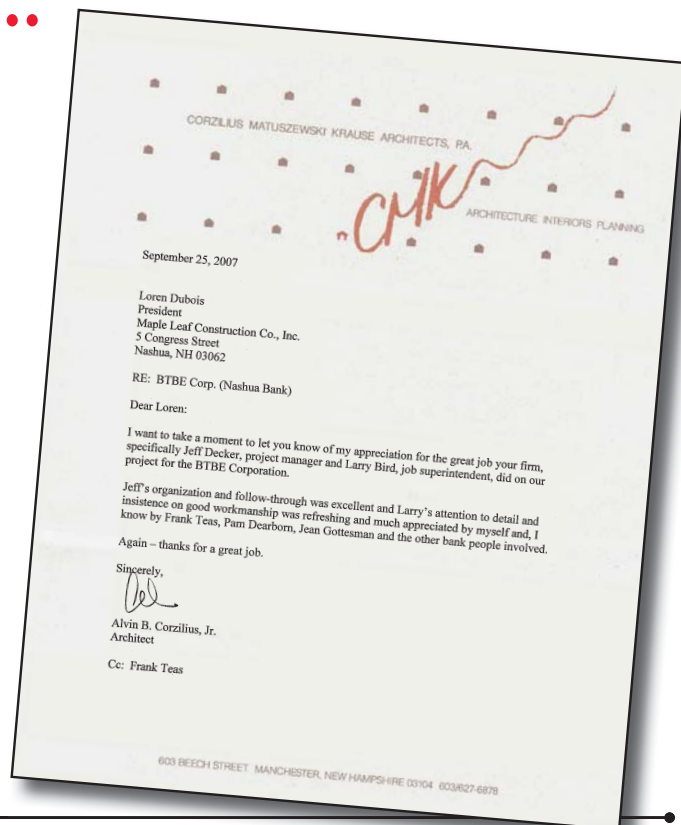 CORZILIUS MATUSZEWSKI KRAUSE ARCHITECTS, P.A.
CMK
ARCHITECTURE INTERIORS PLANNING
September 25, 2007
Loren Dubois
President
Maple Leaf Construction Co., Inc.
5 Congress Street
Nashua, NH 03062
RE: BTBE Corp. (Nashua Bank)
Dear Loren:
I want to take a moment to let you know of my appreciation for the great job your firm,
specifically Jeff Decker, project manager and Larry Bird, job superintendent, did on our
project for the BTBE Corporation.
Jeff's organization and follow-through was excellent and Larry's attention to detail and
insistence on good workmanship was refreshing and much appreciated by myself and, I
know by Frank Teas, Pam Dearborn, Jean Gottesman and the other bank people involved.
Again – thanks for a great job.
Sincerely,
Alvin B. Corzilius, Jr.
Architect
Cc: Frank Teas
603 BEECH STREET MANCHESTER, NEW HAMPSHIRE 03104 603/627-6878